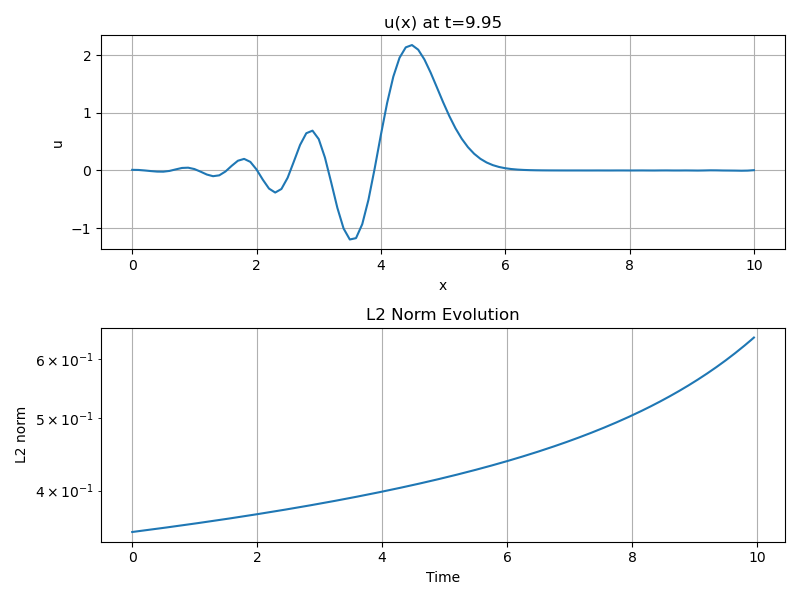 u(x) at t=9.95
u
2
1
0
−1
0 2 4 6 8 10
x
L2 Norm Evolution
L2 norm
6 × 10⁻¹
5 × 10⁻¹
4 × 10⁻¹
0 2 4 6 8 10
Time